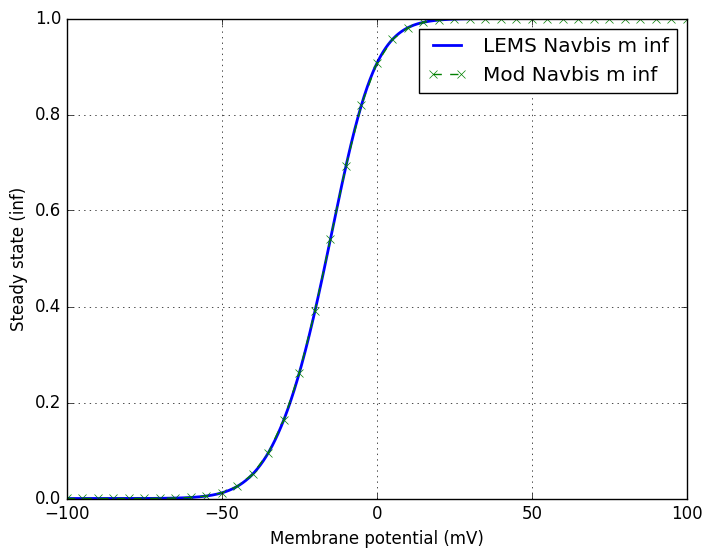 1.0
LEMS Navbis m inf
Mod Navbis m inf
0.8
0.6
Steady state (inf)
0.4
0.2
0.0
−100
−50
0
50
100
Membrane potential (mV)